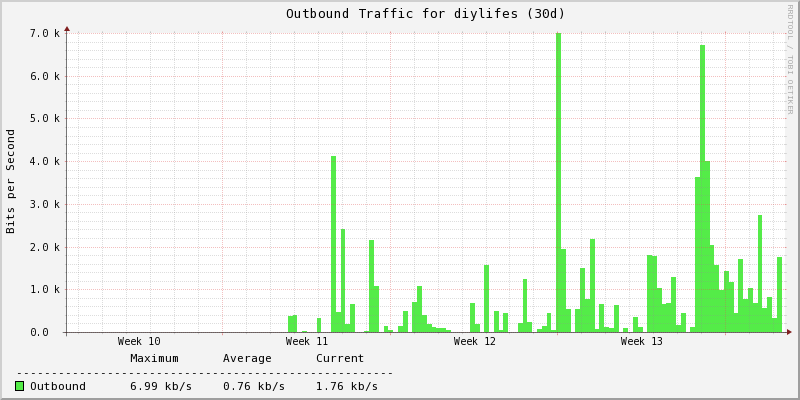 Outbound Traffic for diylifes (30d)
RRDTOOL / TOBI OETIKER
Bits per Second
7.0 k
6.0 k
5.0 k
4.0 k
3.0 k
2.0 k
1.0 k
0.0
Week 10 Week 11 Week 12 Week 13
Maximum Average Current
Outbound 6.99 kb/s 0.76 kb/s 1.76 kb/s